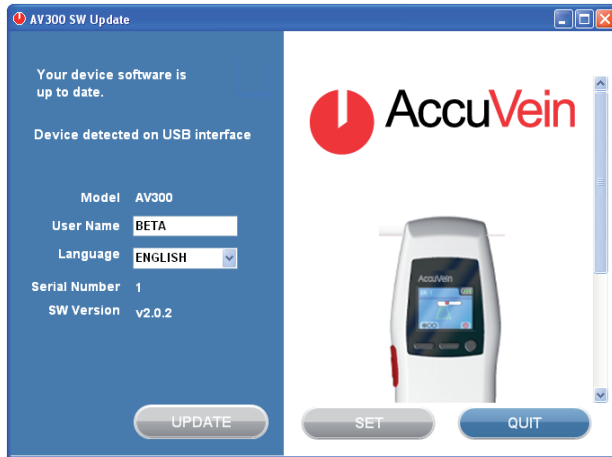 AV300 SW Update
Your device software is
up to date.
Device detected on USB interface
Model AV300
User Name BETA
Language ENGLISH
Serial Number 1
SW Version v2.0.2
UPDATE
AccuVein
AccuVein
SET
QUIT